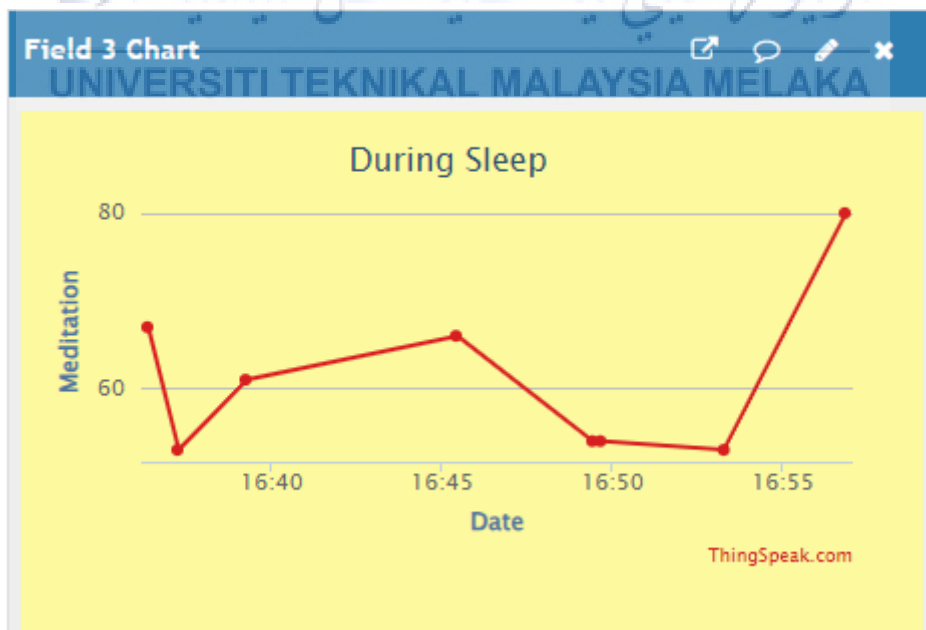 Field 3 Chart
UNIVERSITI TEKNIKAL MALAYSIA MELAKA
During Sleep
80
Meditation
60
16:40 16:45 16:50 16:55
Date
ThingSpeak.com